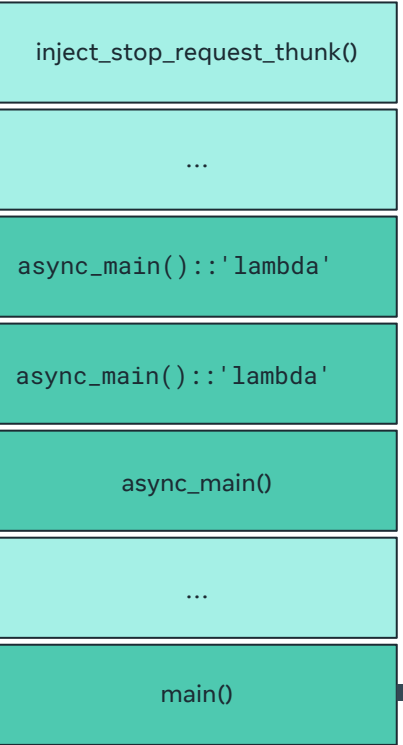 inject_stop_request_thunk()
...
async_main()::'lambda'
async_main()::'lambda'
async_main()
...
main()